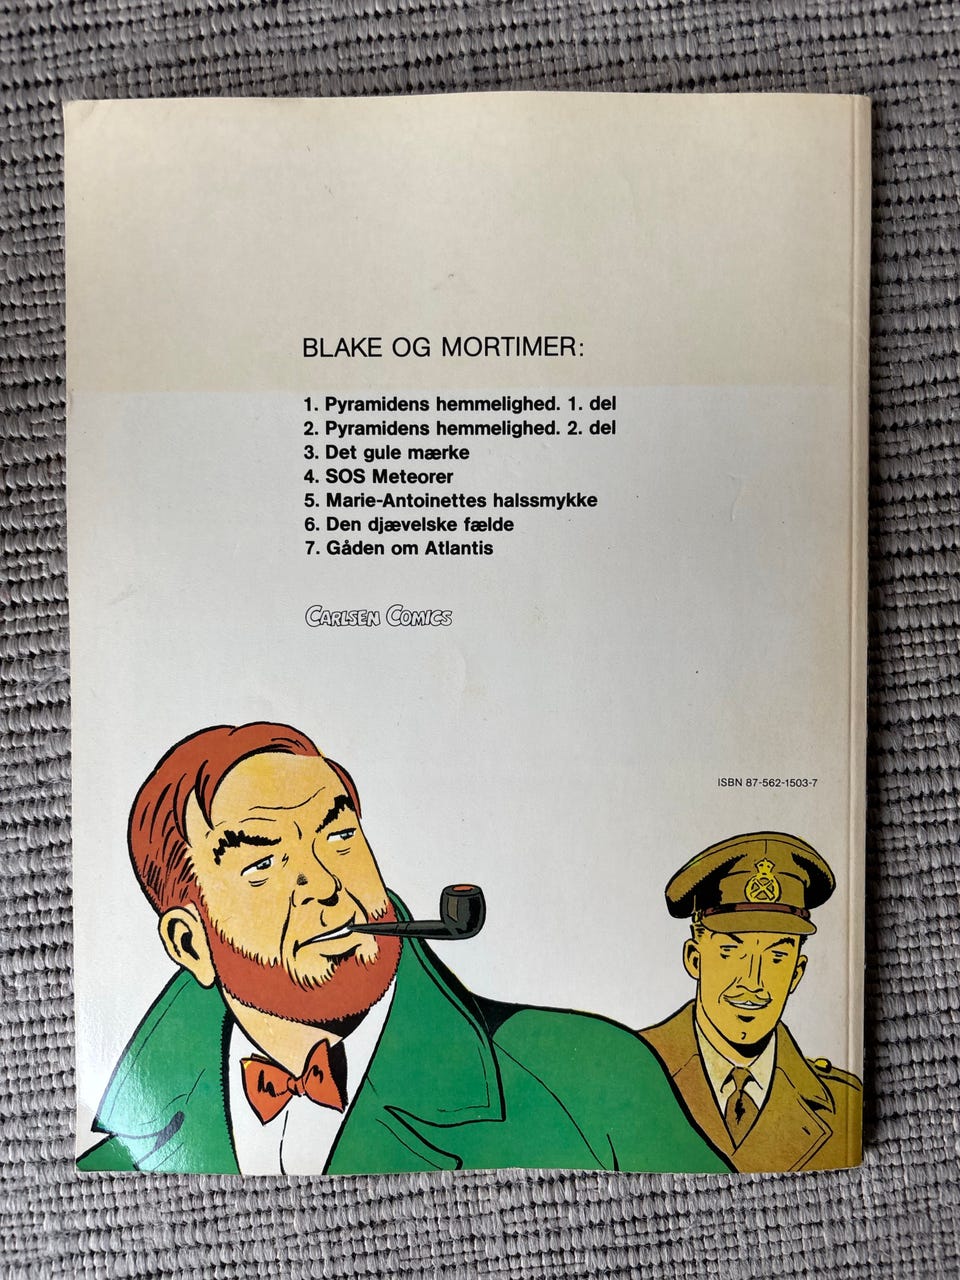 BLAKE OG MORTIMER:
1. Pyramidens hemmelighed. 1. del
2. Pyramidens hemmelighed. 2. del
3. Det gule mærke
4. SOS Meteorer
5. Marie-Antoinettes halssmykke
6. Den djævelske fælde
7. Gåden om Atlantis
CARLSEN COMICS
ISBN 87-562-1503-7